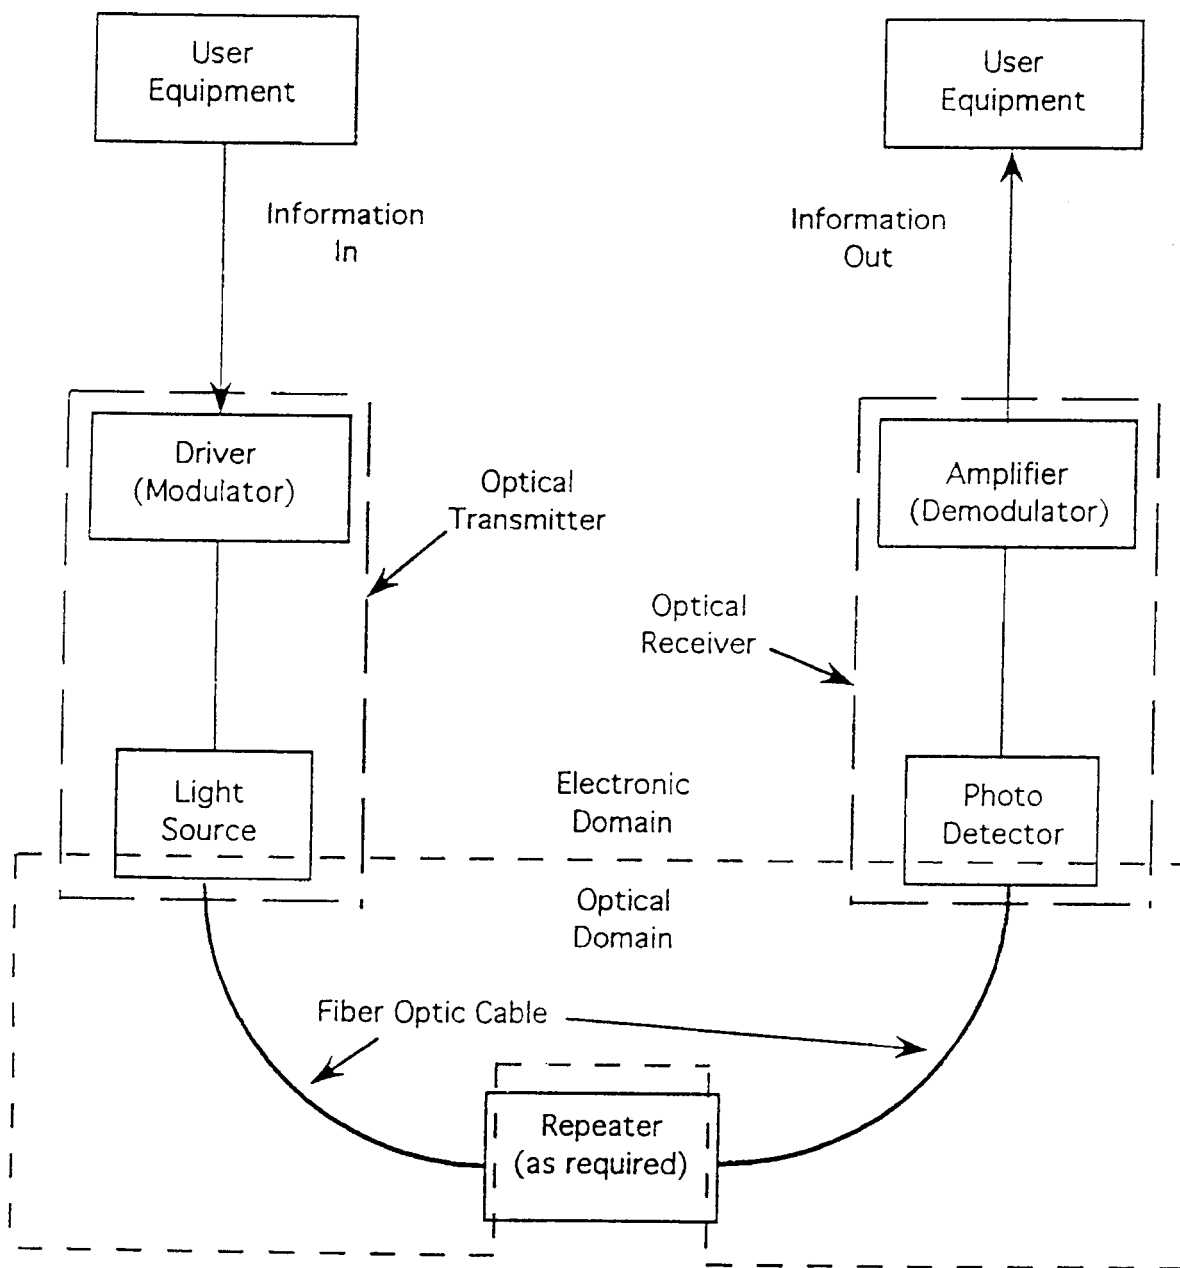 User
Equipment
User
Equipment
Information
In
Information
Out
Driver
(Modulator)
Optical
Transmitter
Amplifier
(Demodulator)
Optical
Receiver
Light
Source
Electronic
Domain
Photo
Detector
Optical
Domain
Fiber Optic Cable
Repeater
(as required)